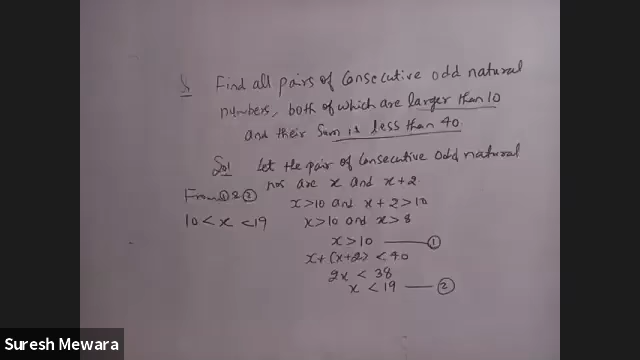 Q Find all pairs of consecutive odd natural
numbers, both of which are larger than 10
and their sum is less than 40.
Sol Let the pair of consecutive odd natural
nos are x and x+2
x>10 and x+2>10
x>10 and x>8
x>10 —— ①
x+(x+2) <40
2x < 38
x <19 —— ②
From ① & ②
10 < x < 19
Suresh Mewara